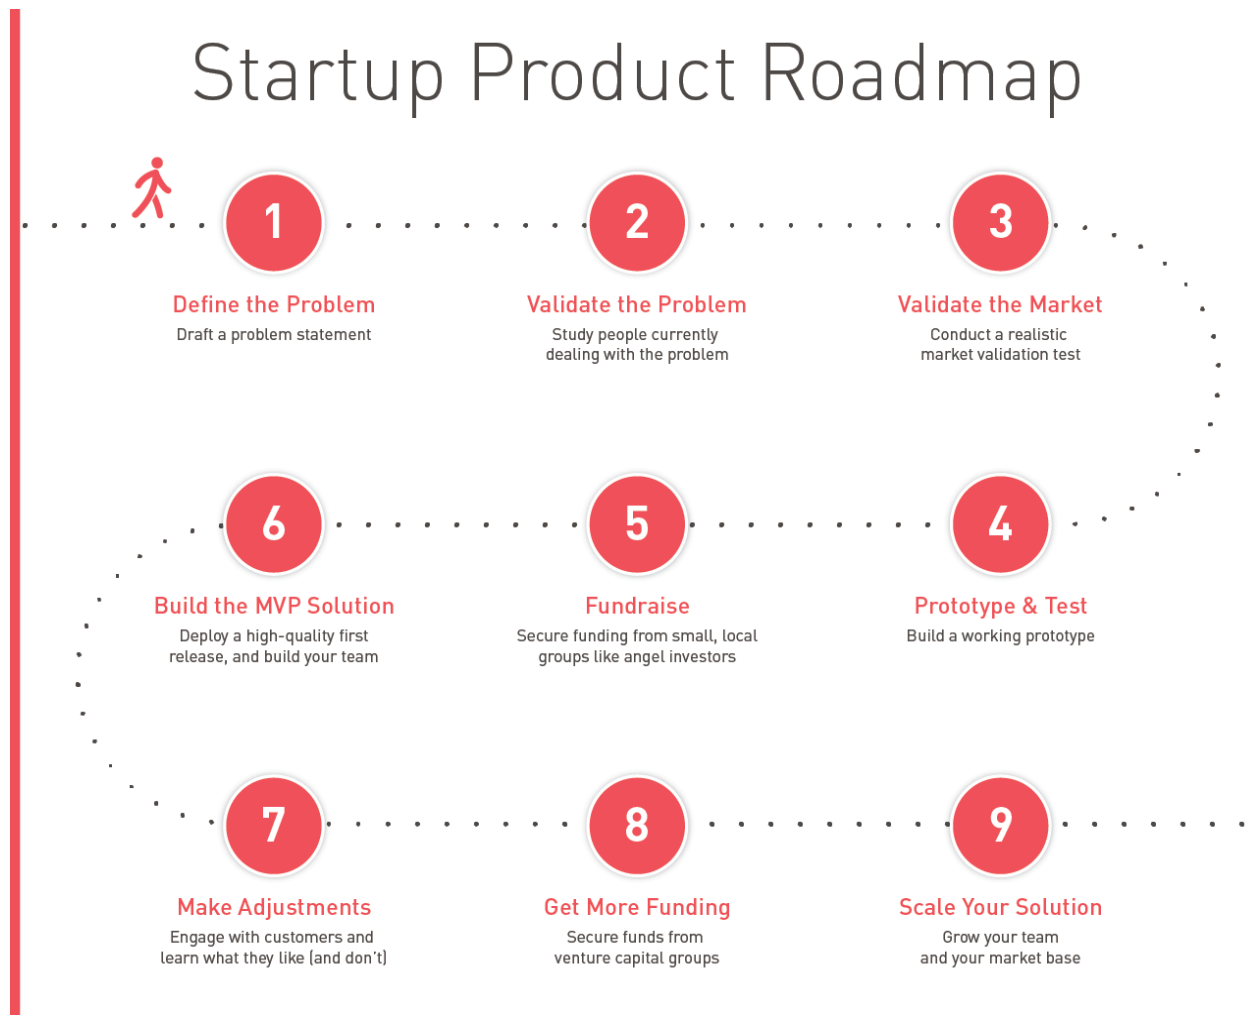 Startup Product Roadmap
1
2
3
Define the Problem
Draft a problem statement
Validate the Problem
Study people currently
dealing with the problem
Validate the Market
Conduct a realistic
market validation test
4
Prototype & Test
Build a working prototype
5
Fundraise
Secure funding from small, local
groups like angel investors
6
Build the MVP Solution
Deploy a high-quality first
release, and build your team
7
Make Adjustments
Engage with customers and
learn what they like (and don't)
8
Get More Funding
Secure funds from
venture capital groups
9
Scale Your Solution
Grow your team
and your market base